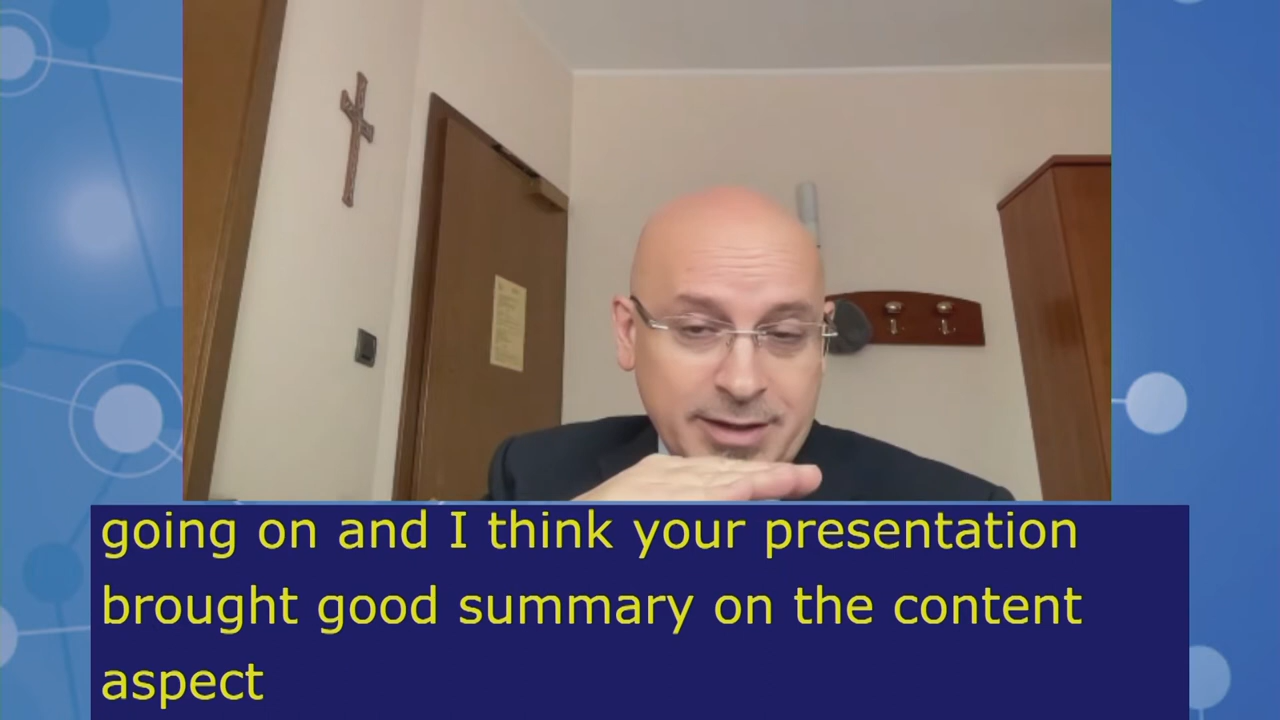 going on and I think your presentation
brought good summary on the content
aspect